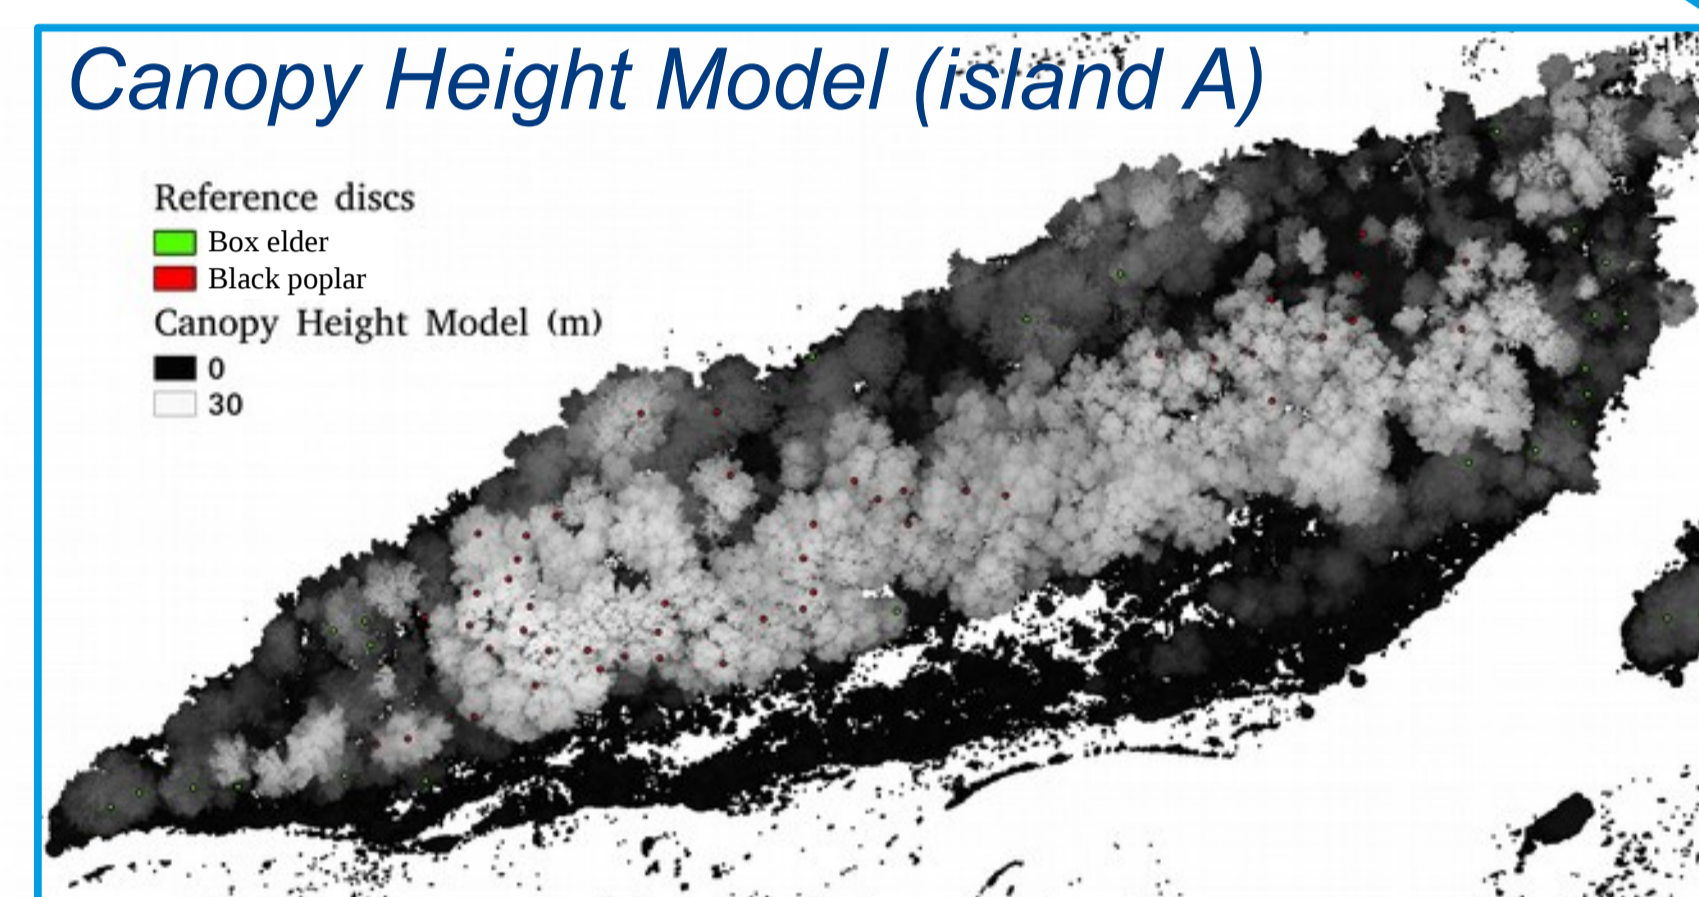 Canopy Height Model (island A)
Reference discs
Box elder
Black poplar
Canopy Height Model (m)
0
30